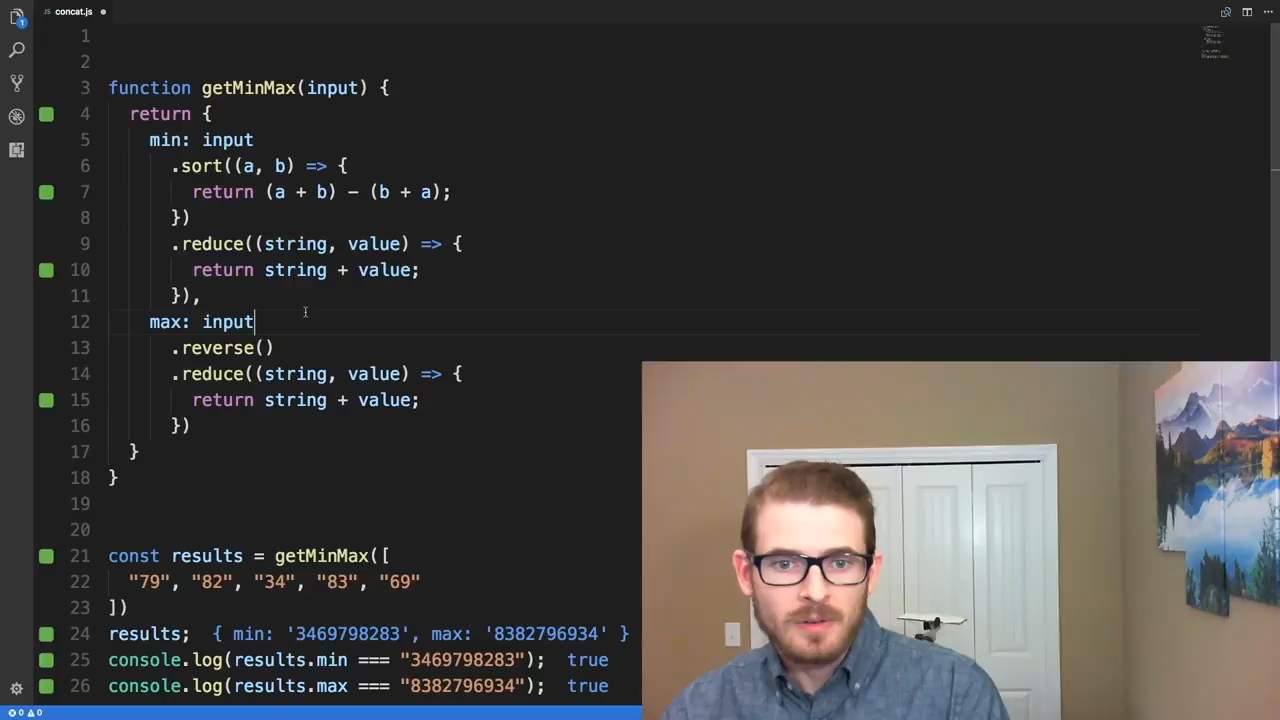 concat.js
1
1
2
3 function getMinMax(input) {
4 return {
5 min: input
6 .sort((a, b) => {
7 return (a + b) - (b + a);
8 })
9 .reduce((string, value) => {
10 return string + value;
11 }),
12 max: input
13 .reverse()
14 .reduce((string, value) => {
15 return string + value;
16 })
17 }
18 }
19
20
21 const results = getMinMax([
22 "79", "82", "34", "83", "69"
23 ])
24 results; { min: '3469798283', max: '8382796934' }
25 console.log(results.min === "3469798283"); true
26 console.log(results.max === "8382796934"); true
0 0